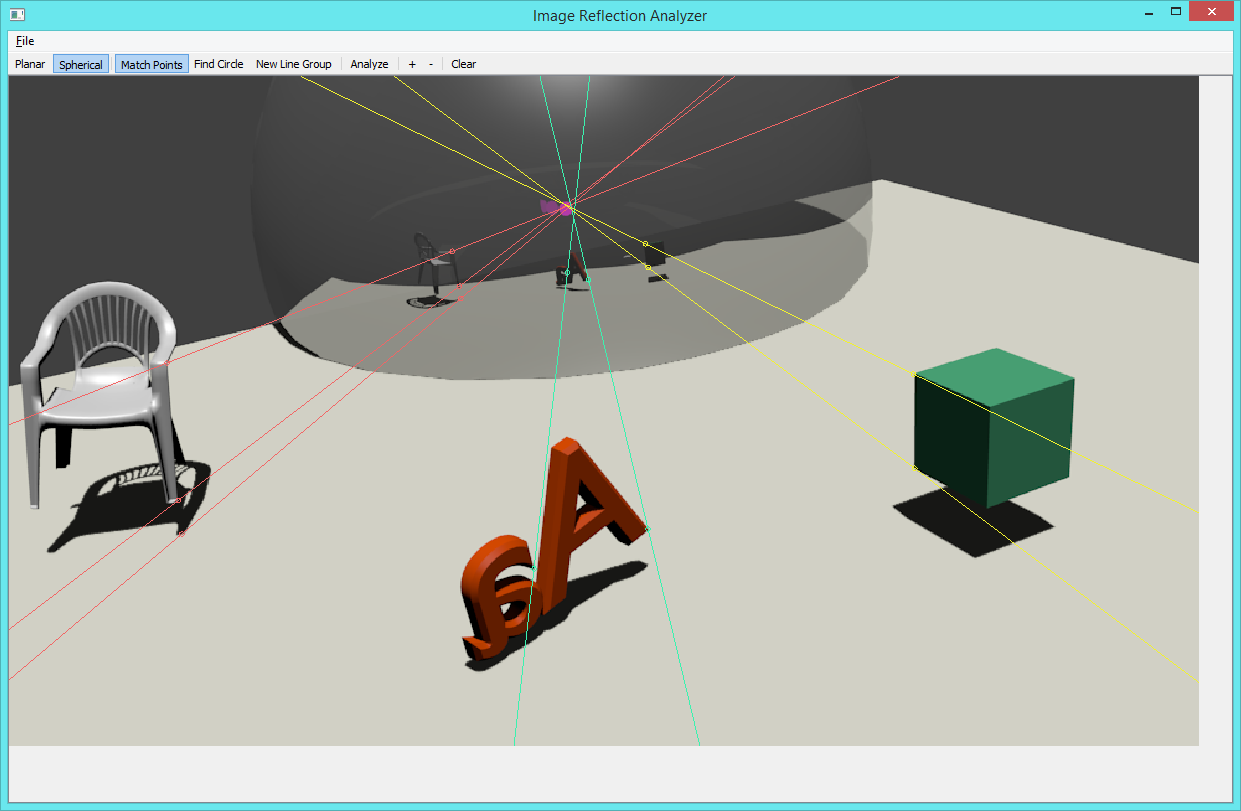 Image Reflection Analyzer
File
Planar Spherical Match Points Find Circle New Line Group Analyze + - Clear